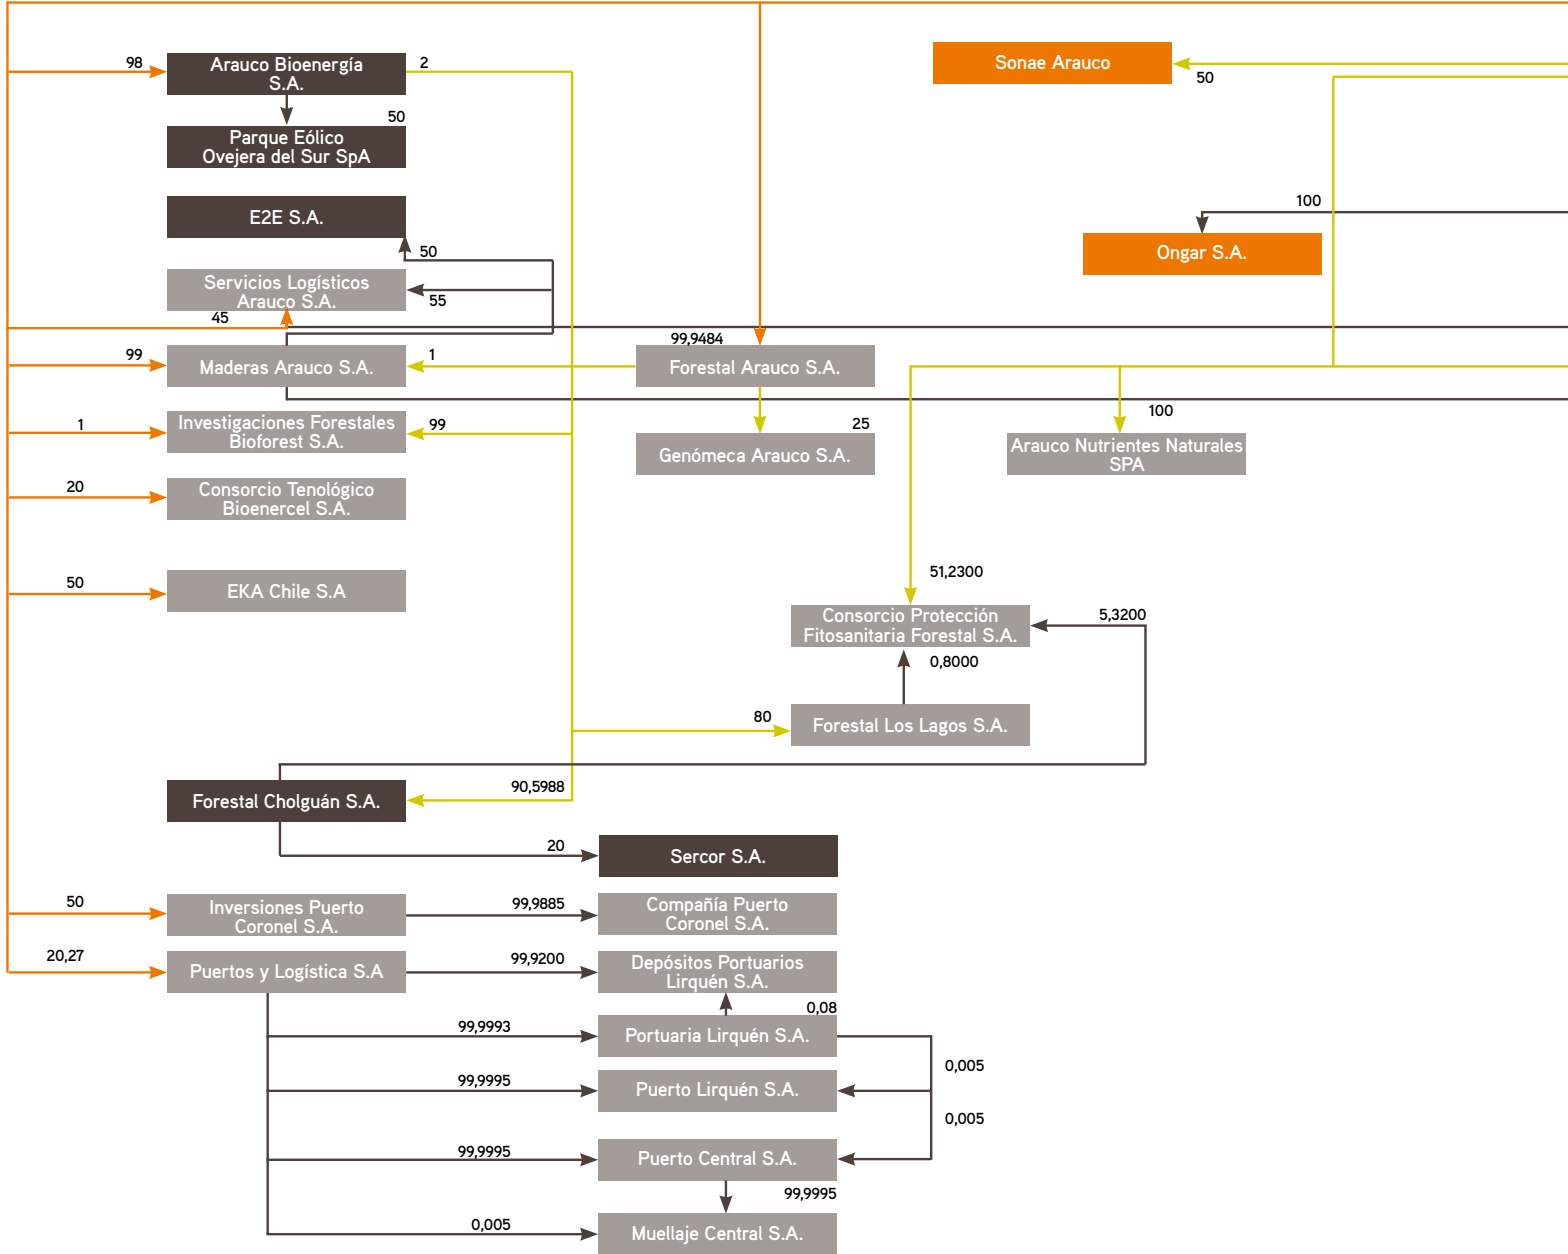 98
Arauco Bioenergía
S.A.
2
Sonae Arauco
50
50
Parque Eólico
Ovejera del Sur SpA
E2E S.A.
100
50
Ongar S.A.
Servicios Logísticos
Arauco S.A.
55
45
99,9484
99
Maderas Arauco S.A.
1
Forestal Arauco S.A.
1
Investigaciones Forestales
Bioforest S.A.
99
25
Genómeca Arauco S.A.
100
Arauco Nutrientes Naturales
SPA
20
Consorcio Tenológico
Bioenercel S.A.
50
EKA Chile S.A
51,2300
Consorcio Protección
Fitosanitaria Forestal S.A.
5,3200
0,8000
80
Forestal Los Lagos S.A.
90,5988
Forestal Cholguán S.A.
20
Sercor S.A.
50
Inversiones Puerto
Coronel S.A.
99,9885
Compañía Puerto
Coronel S.A.
20,27
Puertos y Logística S.A
99,9200
Depósitos Portuarios
Lirquén S.A.
0,08
99,9993
Portuaria Lirquén S.A.
0,005
99,9995
Puerto Lirquén S.A.
0,005
99,9995
Puerto Central S.A.
99,9995
0,005
Muellaje Central S.A.